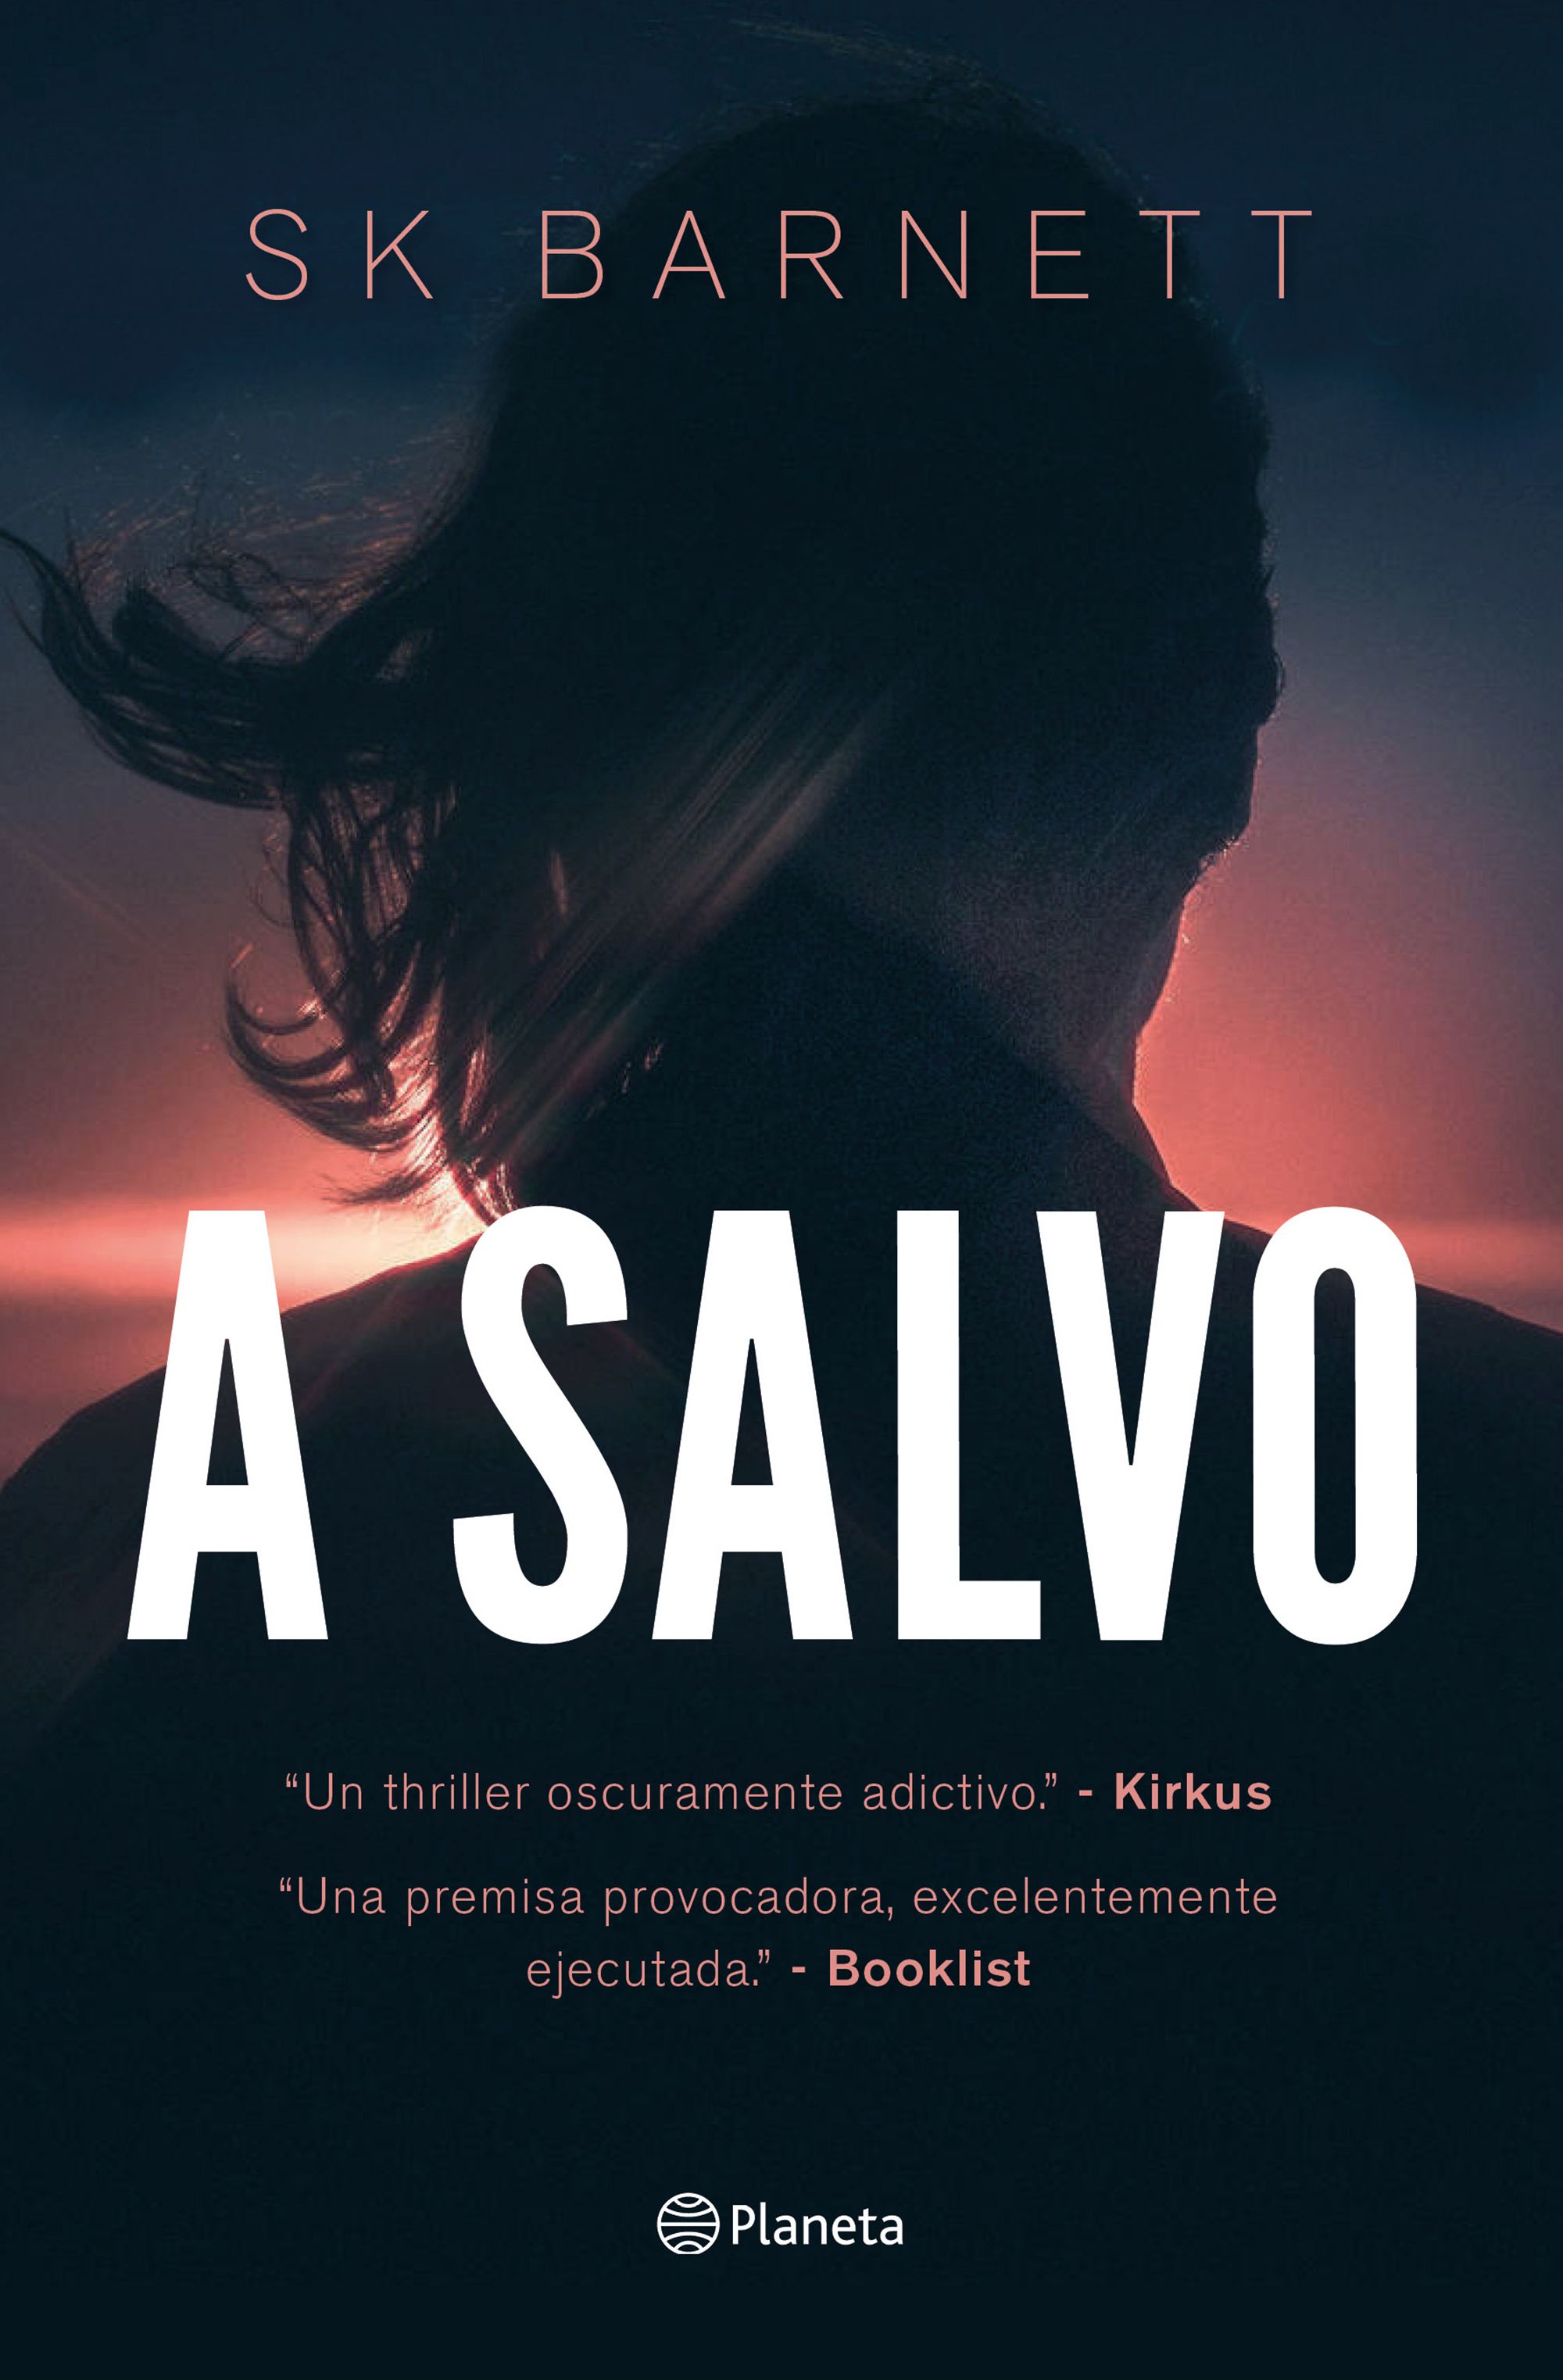 SK BARNETT
A SALVO
“Un thriller oscuramente adictivo.” - Kirkus
“Una premisa provocadora, excelentemente
ejecutada.” - Booklist
Planeta